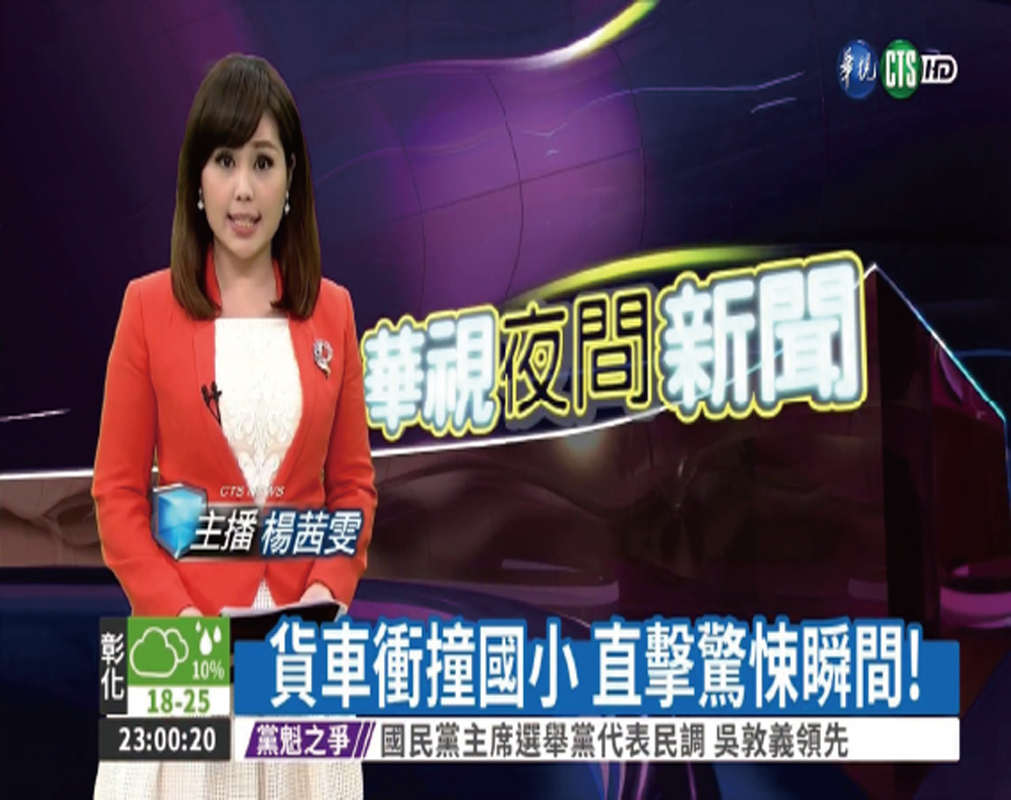 華視 CTS HD
華視夜間新聞
CTS NEWS
主播 楊茜雯
彰化
10%
18-25
貨車衝撞國小 直擊驚悚瞬間!
23:00:20
黨魁之爭
國民黨主席選舉黨代表民調 吳敦義領先